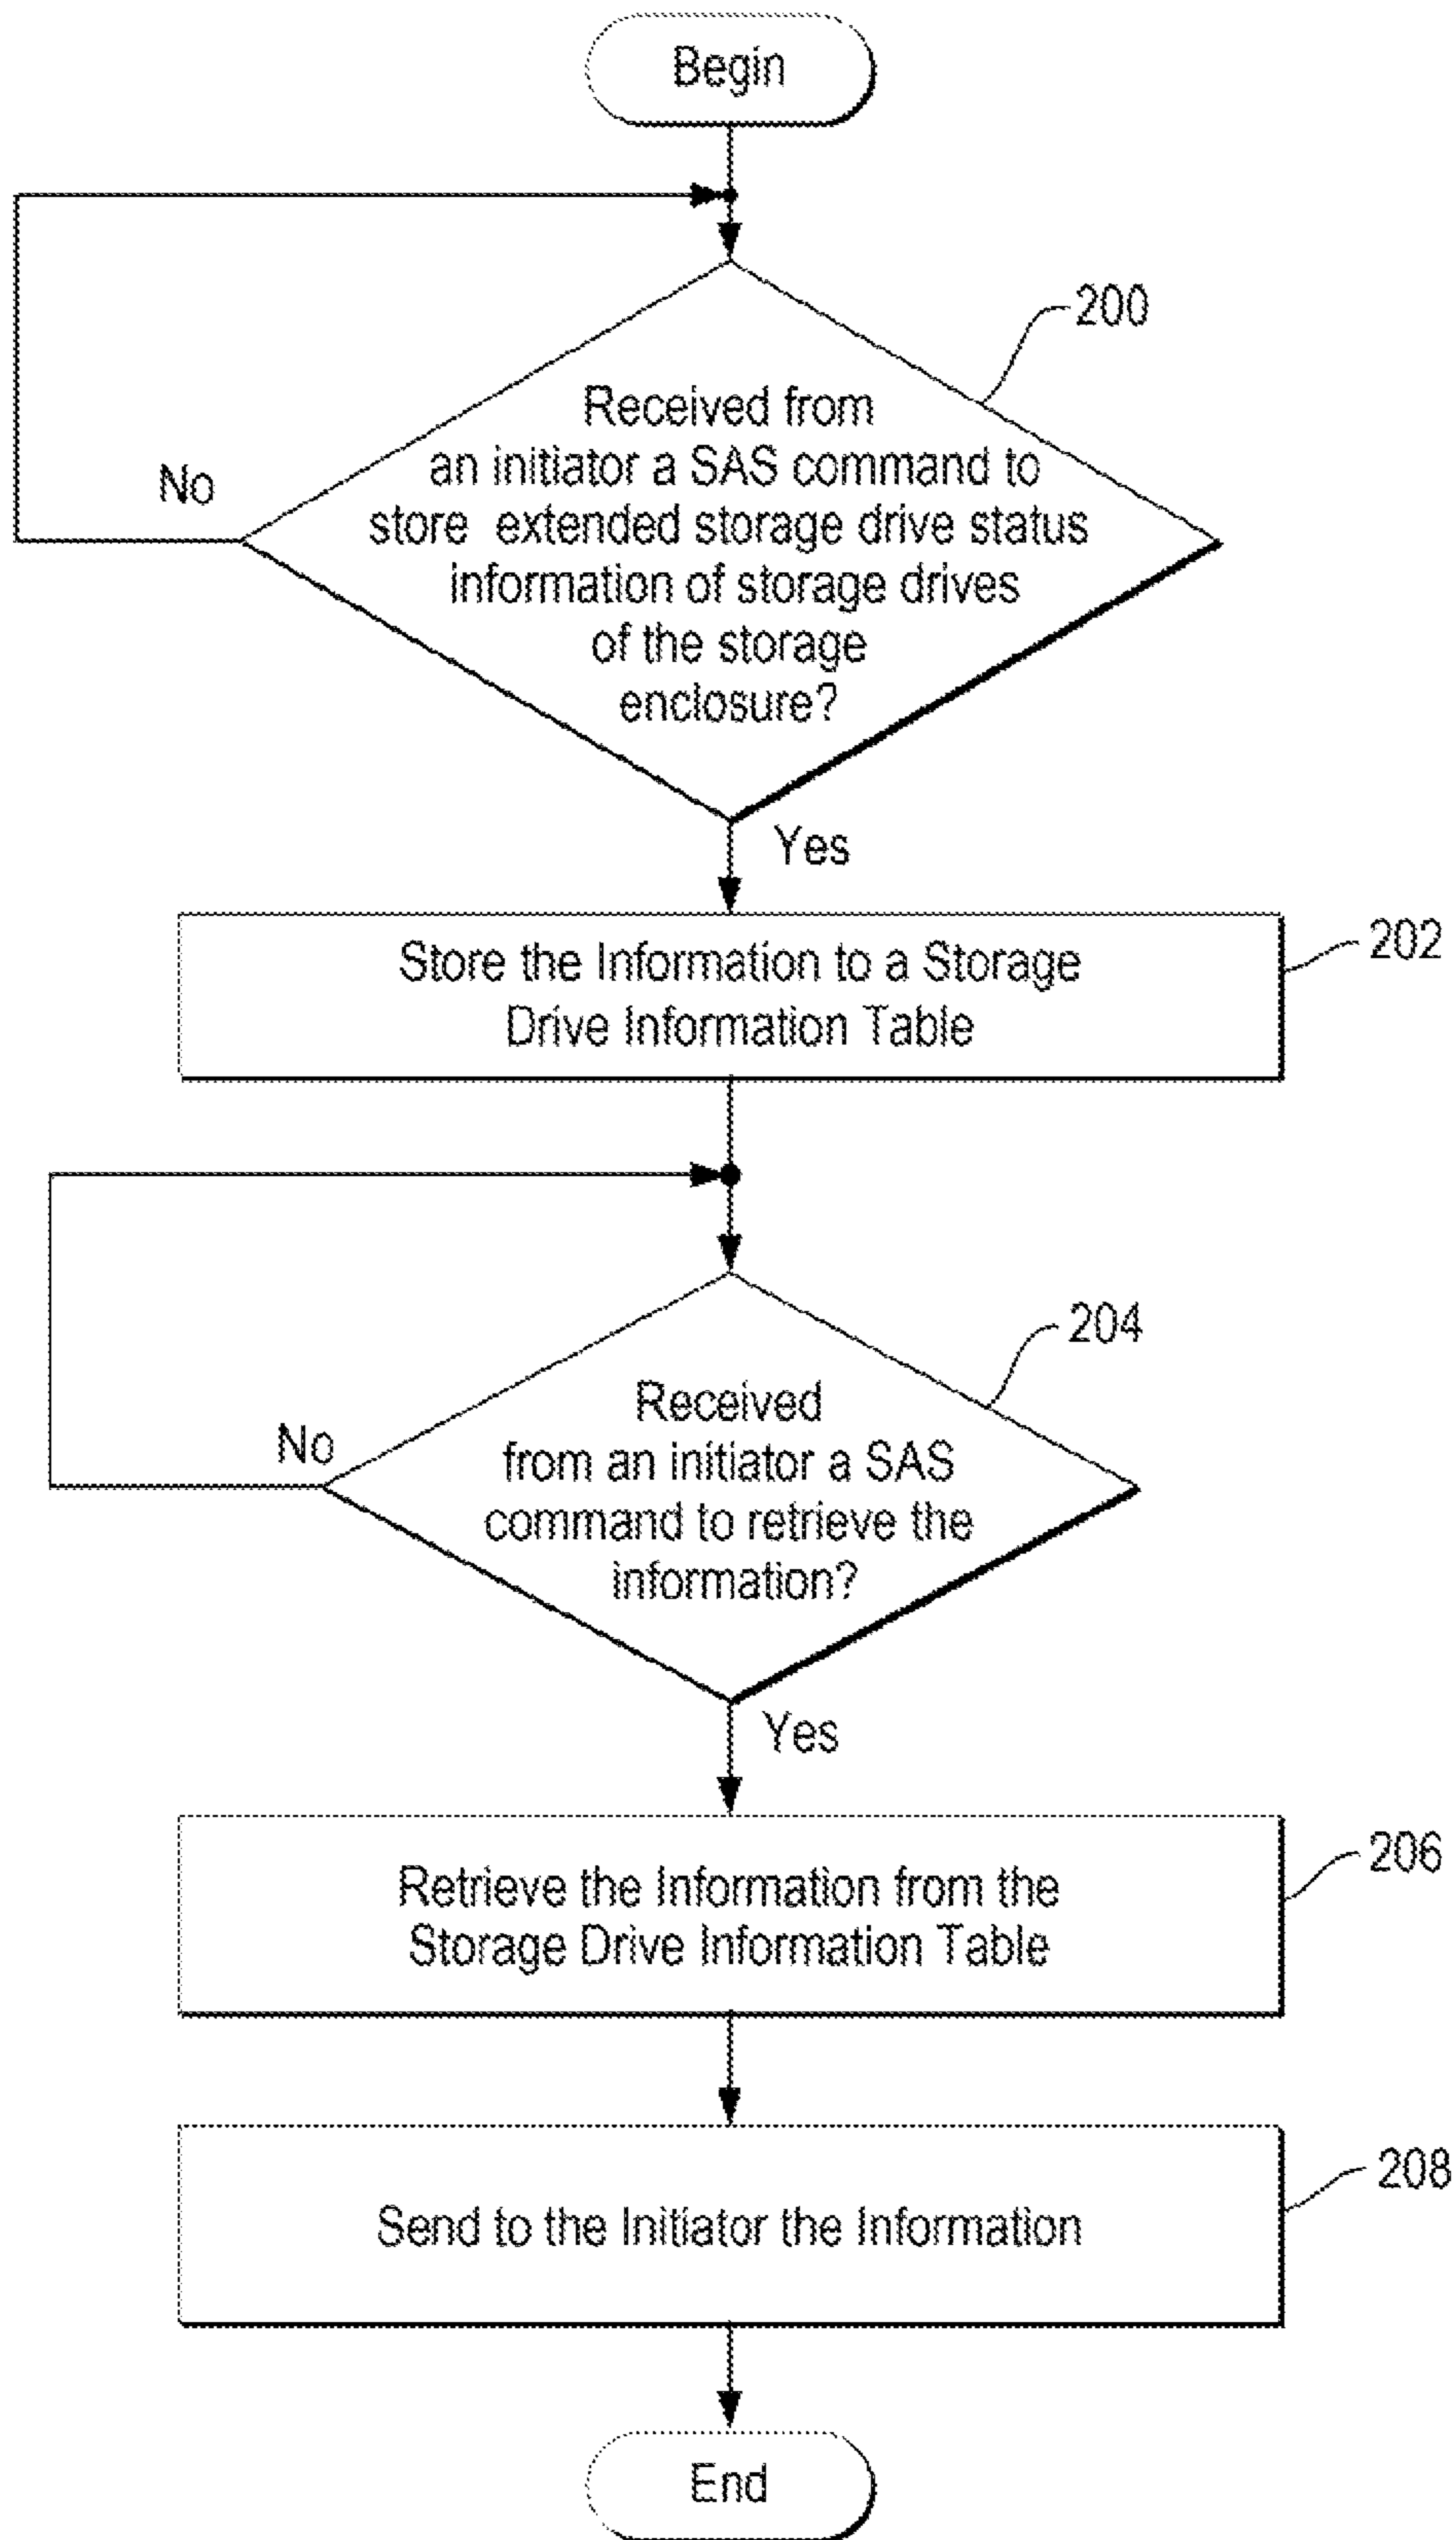 Begin
200
Received from
an initiator a SAS command to
store extended storage drive status
information of storage drives
of the storage
enclosure?
No
Yes
202
Store the Information to a Storage
Drive Information Table
204
Received
from an initiator a SAS
command to retrieve the
information?
No
Yes
206
Retrieve the Information from the
Storage Drive Information Table
208
Send to the Initiator the Information
End